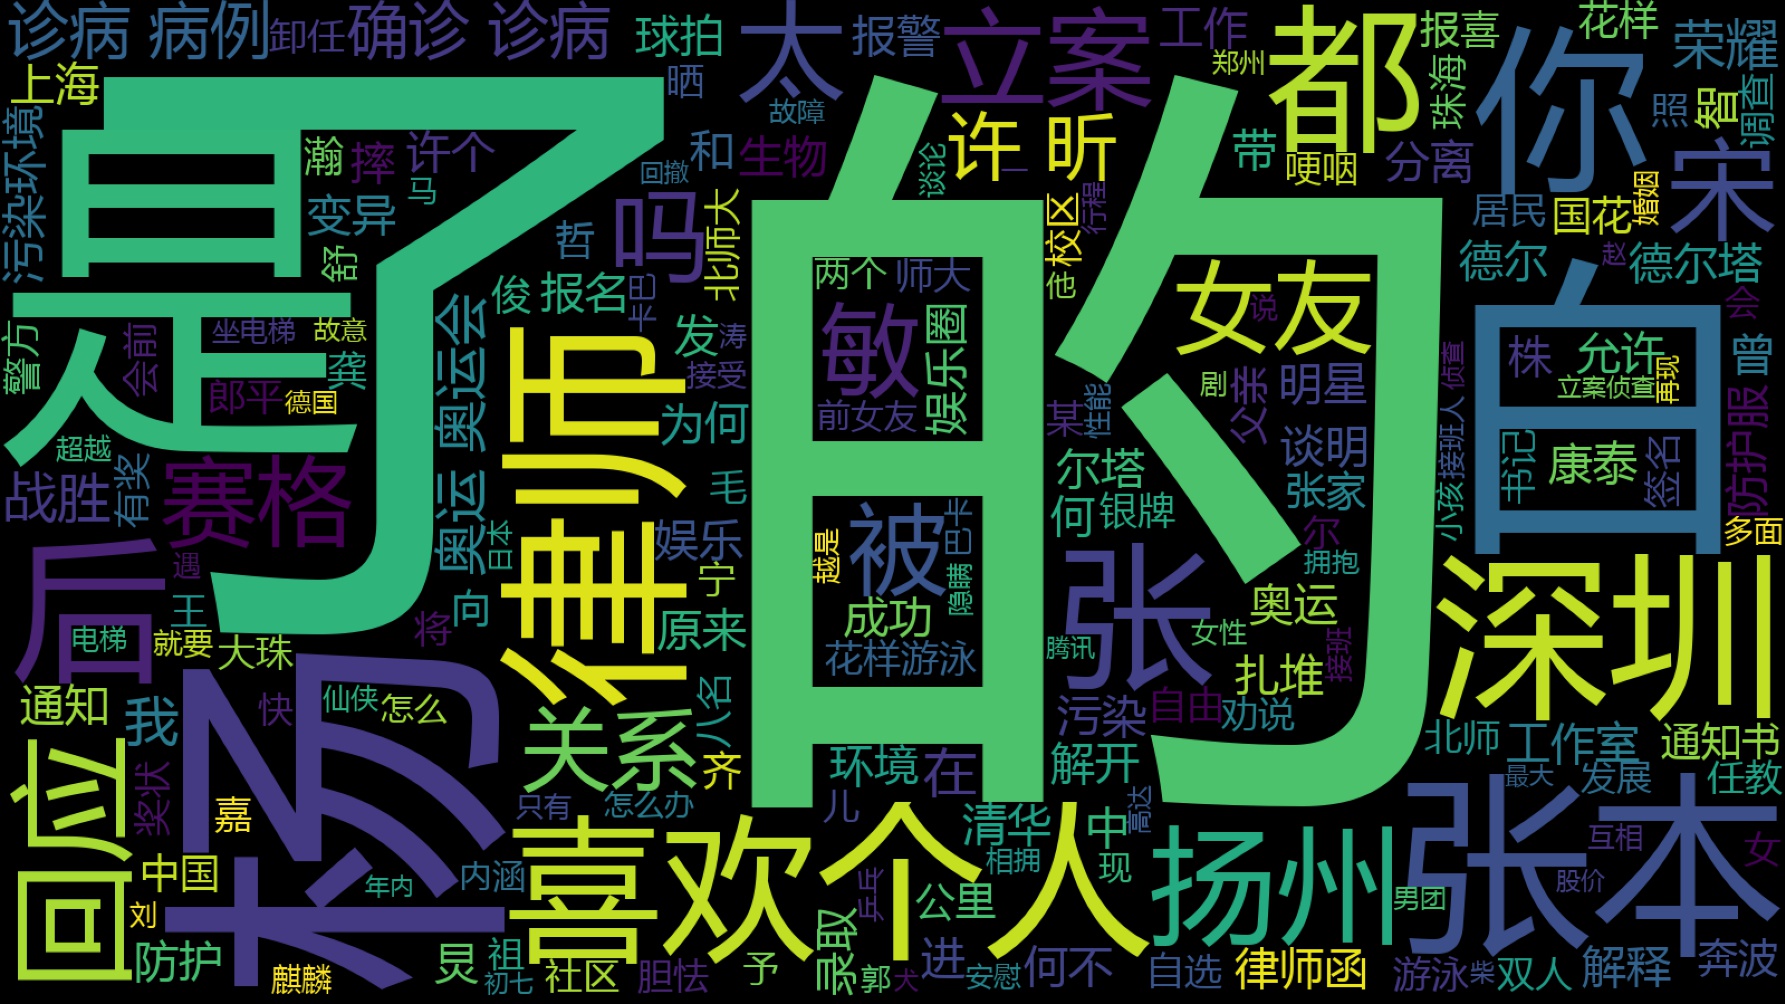 诊病 病例
卸任
确诊 诊病
球拍
太
报警
立案
工作
都
报喜
花样
你
荣耀
上海
是
了
的
晒
故障
郑州
珠海
照
智
调查
污染环境
瀚
摔
许个
马
和
生物
回撤
谈论
许
一
昕
校区
行程
带
哽咽
分离
宋
居民
国花
婚姻
变异
舒
哲
吗
北师大
两个
师大
他
女友
赵
德尔
德尔塔
警方
会前
坐电梯
故意
龚
奥运 奥运会
俊
报名
卡巴
发
涛
敏
娱乐圈
说
白
会
郎平
德国
接受
前女友
剧
父亲
明星
侦查
株
允许
再现
曾
立案侦查
超越
战胜
有奖
赛格
律师
为何
毛
某
性能
谈明
接班人
小孩
书记
康泰
签名
防护服
尔塔
张家
日本
娱乐
被
巴卡
何
银牌
尔
多面
后
遇
王
电梯
就要
大珠
将
向
宁
越是
隐瞒
成功
原来
花样游泳
张
奥运
拥抱
女性
深圳
腾讯
接班
扎堆
通知
我
快
仙侠
怎么
杨
八名
关系
污染
自由
劝说
北师
工作室
通知书
回应
奖状
嘉
齐
环境
在
解开
最大
发展
任教
只有
怎么办
儿
清华
中
高达
中国
年内
内涵
喜欢
个人
相拥
现
扬州
张本
互相
女
股价
刘
乒乓
公里
男团
防护
麒麟
炅
祖
初七
社区
胆怯
予
录取
郭
犬
进
安慰
何不
自选
律师函
游泳
柴
双人
解释
奔波